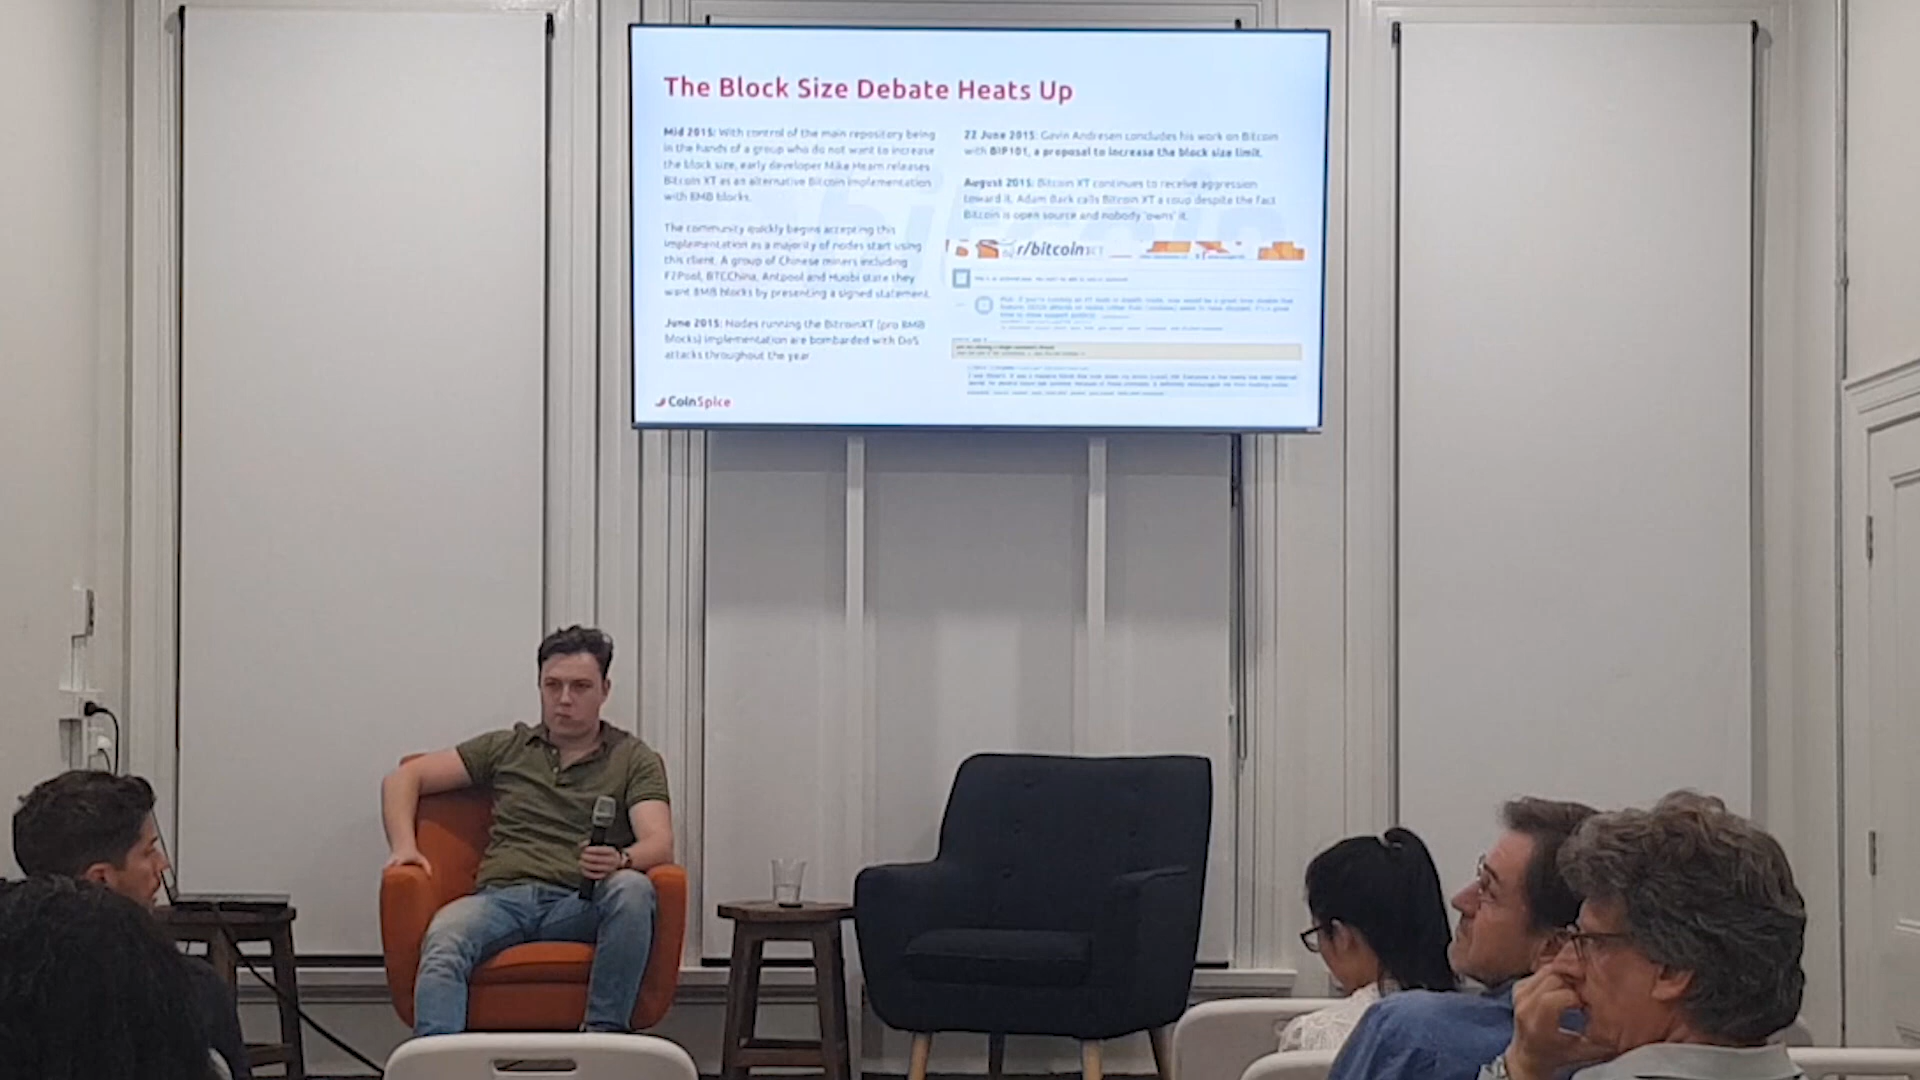 The Block Size Debate Heats Up
Mid 2015: With control of the main repository being
in the hands of a group who do not want to increase
the block size, early developer Mike Hearn releases
Bitcoin XT as an alternative Bitcoin implementation
with 8MB blocks.
The community quickly begins accepting this
implementation as a majority of nodes start using
this client. A group of Chinese miners including
F2Pool, BTCChina, Antpool and Huobi state they
want 8MB blocks by presenting a signed statement.
June 2015: Nodes running the BitcoinXT (pro 8MB
blocks) implementation are bombarded with DoS
attacks throughout the year.
22 June 2015: Gavin Andresen concludes his work on Bitcoin
with BIP101, a proposal to increase the block size limit.
August 2015: Bitcoin XT continues to receive aggression
toward it. Adam Back calls Bitcoin XT a coup despite the fact
Bitcoin is open source and nobody 'owns' it.
r/bitcoin
CoinSpice